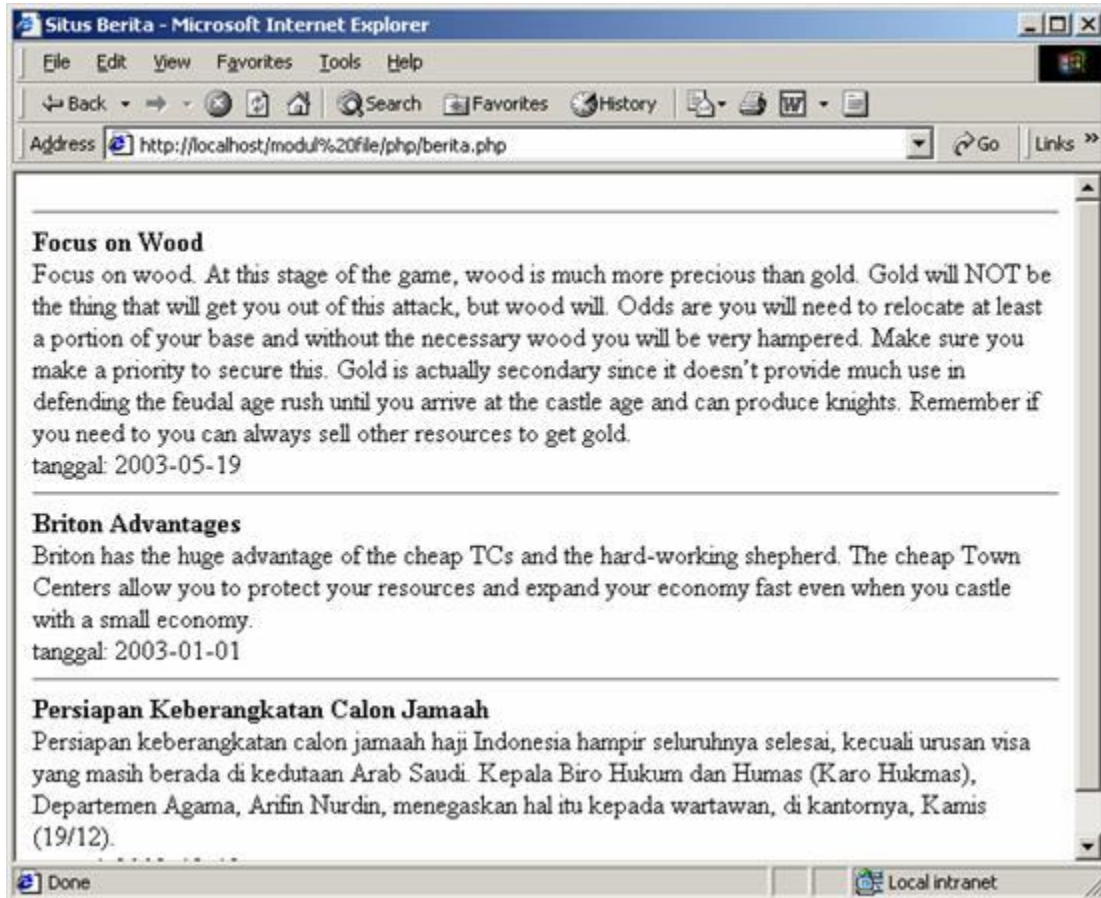 Situs Berita - Microsoft Internet Explorer
File Edit View Favorites Tools Help
Back Search Favorites History
Address http://localhost/modul%20file/php/berita.php Go Links »
Focus on Wood
Focus on wood. At this stage of the game, wood is much more precious than gold. Gold will NOT be
the thing that will get you out of this attack, but wood will. Odds are you will need to relocate at least
a portion of your base and without the necessary wood you will be very hampered. Make sure you
make a priority to secure this. Gold is actually secondary since it doesn't provide much use in
defending the feudal age rush until you arrive at the castle age and can produce knights. Remember if
you need to you can always sell other resources to get gold.
tanggal: 2003-05-19
Briton Advantages
Briton has the huge advantage of the cheap TCs and the hard-working shepherd. The cheap Town
Centers allow you to protect your resources and expand your economy fast even when you castle
with a small economy.
tanggal: 2003-01-01
Persiapan Keberangkatan Calon Jamaah
Persiapan keberangkatan calon jamaah haji Indonesia hampir seluruhnya selesai, kecuali urusan visa
yang masih berada di kedutaan Arab Saudi. Kepala Biro Hukum dan Humas (Karo Hukmas),
Departemen Agama, Arifin Nurdin, menegaskan hal itu kepada wartawan, di kantornya, Kamis
(19/12).
Done Local intranet